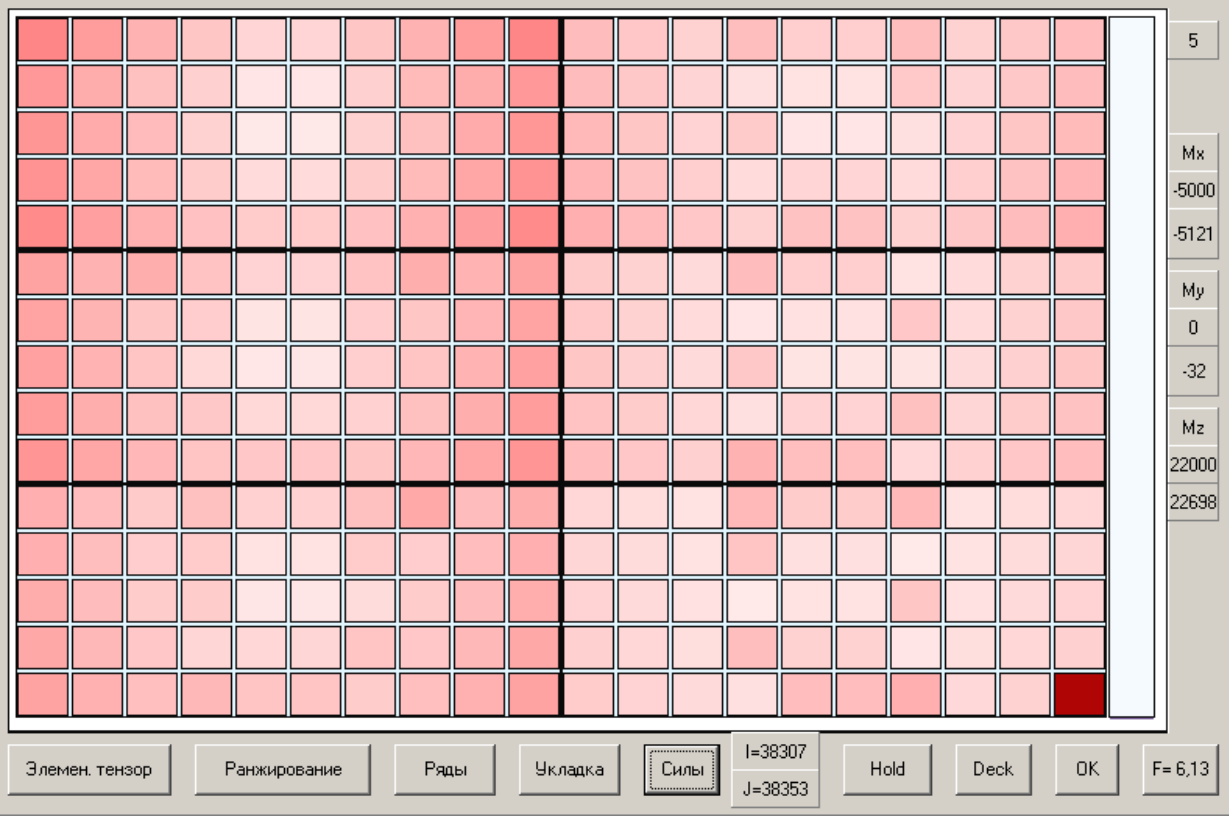 5
Mx
-5000
-5121
My
0
-32
Mz
22000
22698
Элемен. тензор
Ранжирование
Ряды
Укладка
Силы
I=38307
J=38353
Hold
Deck
OK
F= 6,13